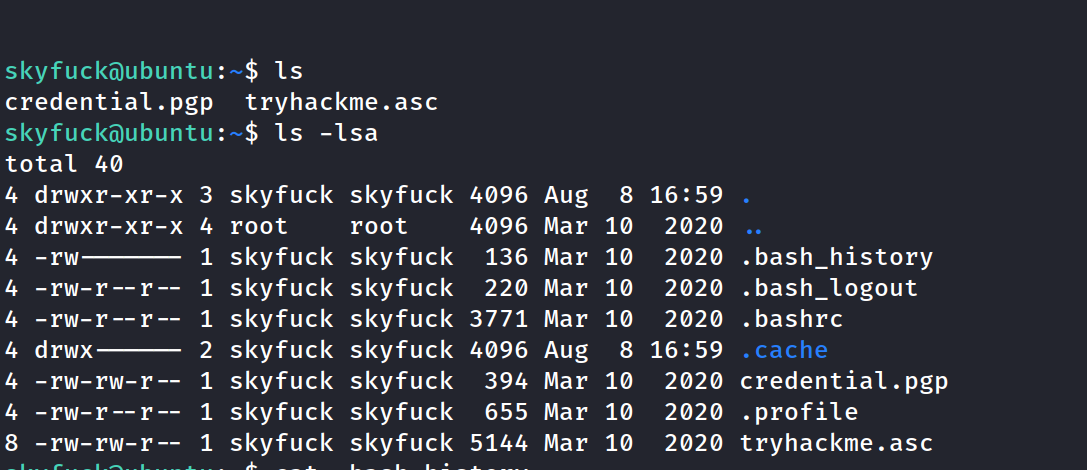 skyfuck@ubuntu:~$ ls
credential.pgp  tryhackme.asc
skyfuck@ubuntu:~$ ls -lsa
total 40
4 drwxr-xr-x 3 skyfuck skyfuck 4096 Aug  8 16:59 .
4 drwxr-xr-x 4 root    root    4096 Mar 10  2020 ..
4 -rw------- 1 skyfuck skyfuck  136 Mar 10  2020 .bash_history
4 -rw-r--r-- 1 skyfuck skyfuck  220 Mar 10  2020 .bash_logout
4 -rw-r--r-- 1 skyfuck skyfuck 3771 Mar 10  2020 .bashrc
4 drwx------ 2 skyfuck skyfuck 4096 Aug  8 16:59 .cache
4 -rw-rw-r-- 1 skyfuck skyfuck  394 Mar 10  2020 credential.pgp
4 -rw-r--r-- 1 skyfuck skyfuck  655 Mar 10  2020 .profile
8 -rw-rw-r-- 1 skyfuck skyfuck 5144 Mar 10  2020 tryhackme.asc